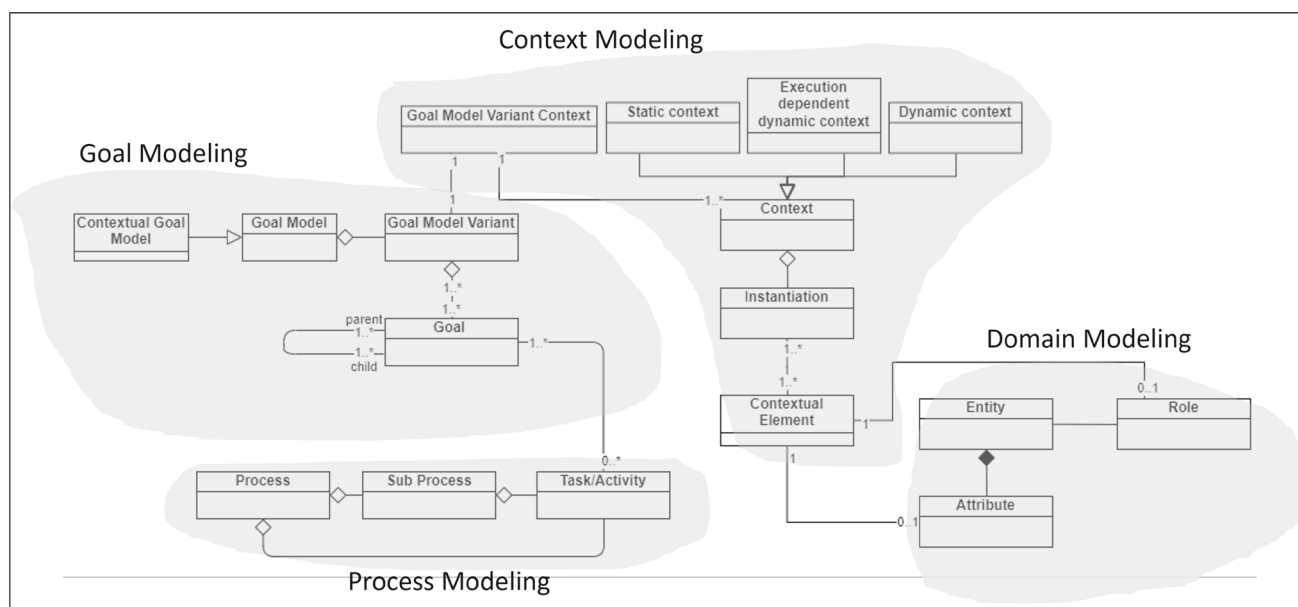 Context Modeling
Goal Model Variant Context
Static context
Execution
dependent
dynamic context
Dynamic context
1
1
1
1..*
Goal Modeling
Contextual Goal
Model
Goal Model
Goal Model Variant
Context
1..*
1..*
Instantiation
parent
1..*
Goal
1..*
1..*
child
1..*
1..*
Domain Modeling
0..1
Contextual
Element
1
1
Entity
Role
0..*
Process
Sub Process
Task/Activity
Attribute
0..1
Process Modeling